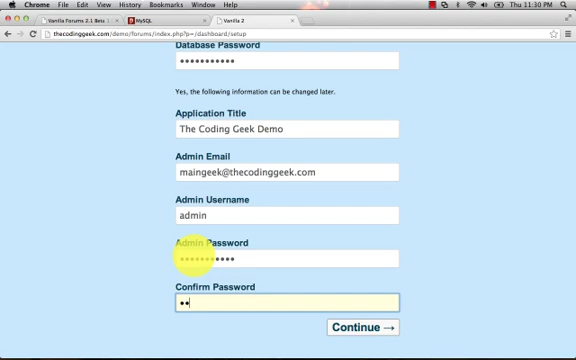 Chrome File Edit View History Bookmarks Window Help Thu 11:30 PM
Vanilla Forums 2.1 Beta MySQL Vanilla 2
thecodinggeek.com/demo/forums/index.php?p=/dashboard/setup
Database Password
•••••••••••
Yes, the following information can be changed later.
Application Title
The Coding Geek Demo
Admin Email
maingeek@thecodinggeek.com
Admin Username
admin
Admin Password
•••••••••••
Confirm Password
••
Continue →